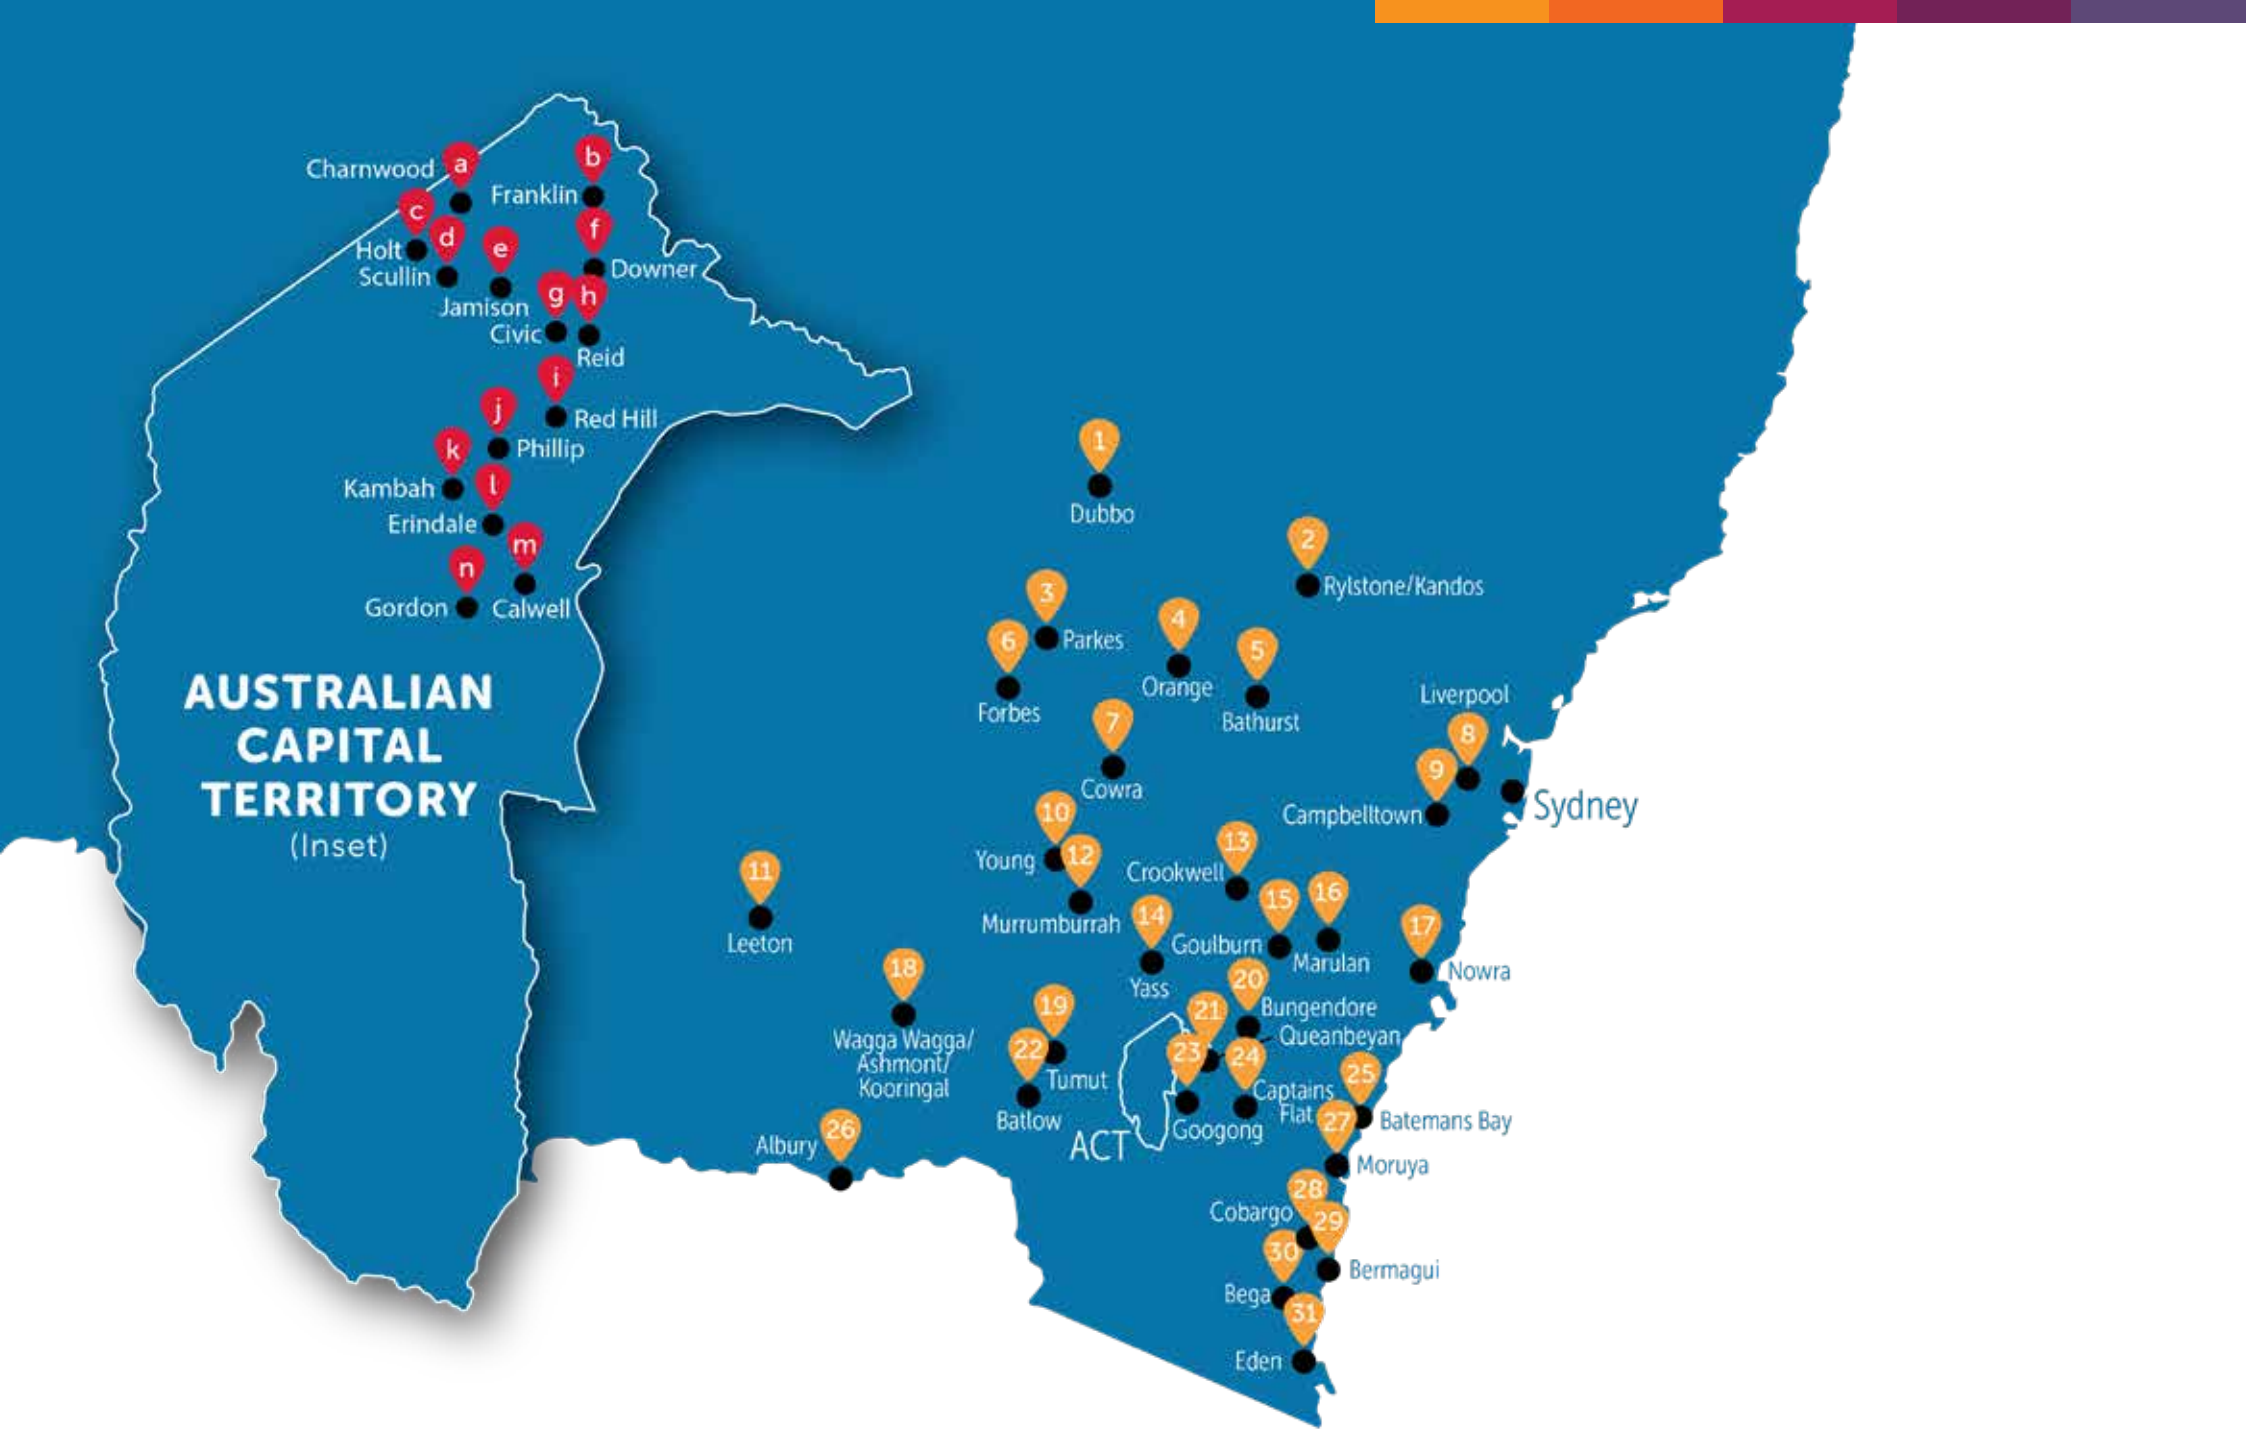 a
Charnwood
b
Franklin
c
Holt
d
Scullin
e
Jamison
f
Downer
g
Civic
h
Reid
i
Red Hill
j
Phillip
k
Kambah
l
Erindale
m
Calwell
n
Gordon
AUSTRALIAN
CAPITAL
TERRITORY
(Inset)
1
Dubbo
2
Rylstone/Kandos
3
Parkes
4
Orange
5
Bathurst
6
Forbes
7
Cowra
Liverpool
8
9
Campbelltown
Sydney
10
Young
11
Leeton
12
Murrumburrah
13
Crookwell
14
Yass
15
Goulburn
16
Marulan
17
Nowra
18
Wagga Wagga/
Ashmont/
Kooringal
19
Tumut
20
Bungendore
21
Queanbeyan
22
Batlow
23
Googong
24
Captains
Flat
ACT
25
Batemans Bay
26
Albury
27
Moruya
28
Cobargo
29
Bermagui
30
Bega
31
Eden